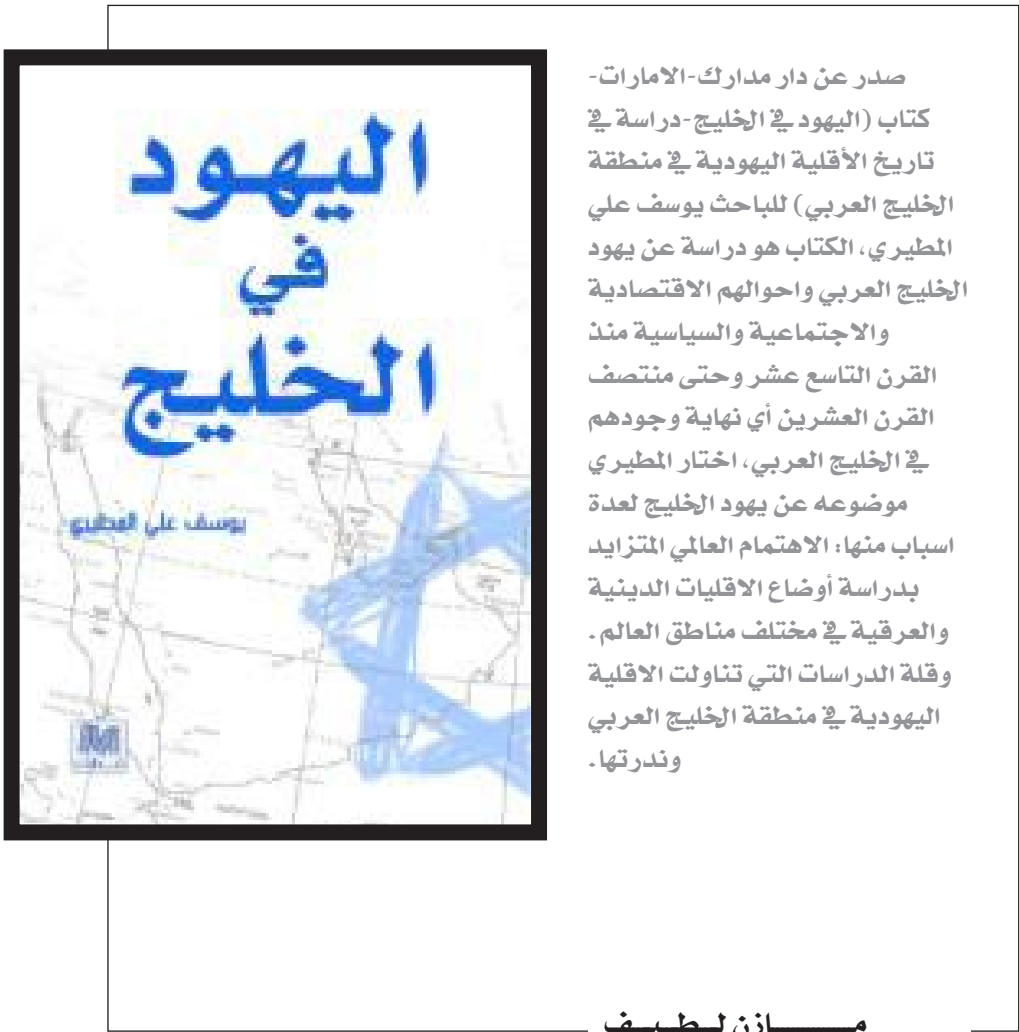 اليهود
في
الخليج
يوسف علي المطيري
صدر عن دار مدارك-الامارات-
كتاب (اليهود في الخليج-دراسة في
تاريخ الأقلية اليهودية في منطقة
الخليج العربي) للباحث يوسف علي
المطيري، الكتاب هو دراسة عن يهود
الخليج العربي واحوالهم الاقتصادية
والاجتماعية والسياسية منذ
القرن التاسع عشر وحتى منتصف
القرن العشرين أي نهاية وجودهم
في الخليج العربي، اختار المطيري
موضوعه عن يهود الخليج لعدة
اسباب منها: الاهتمام العالمي المتزايد
بدراسة أوضاع الاقليات الدينية
والعرقية في مختلف مناطق العالم.
وقلة الدراسات التي تناولت الاقلية
اليهودية في منطقة الخليج العربي
وندرتها.
مـــازن لـطـيـف